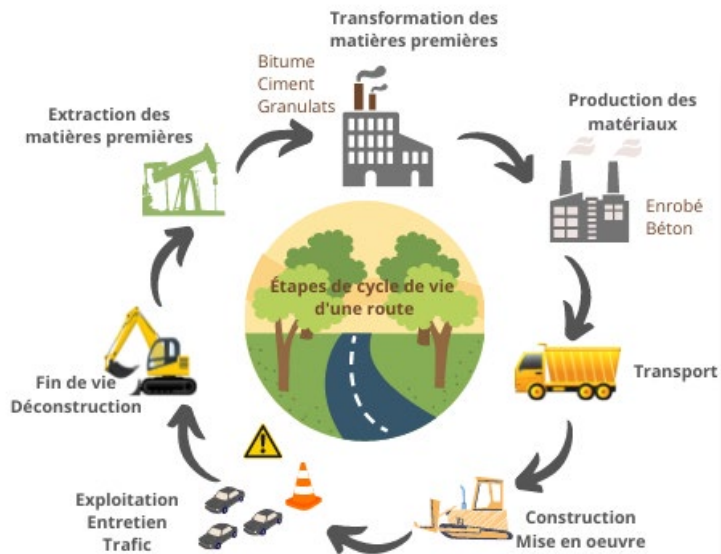 Transformation des
matières premières
Bitume
Ciment
Granulats
Extraction des
matières premières
Production des
matériaux
Enrobé
Béton
Étapes de cycle de vie
d'une route
Transport
Fin de vie
Déconstruction
Construction
Mise en oeuvre
Exploitation
Entretien
Trafic